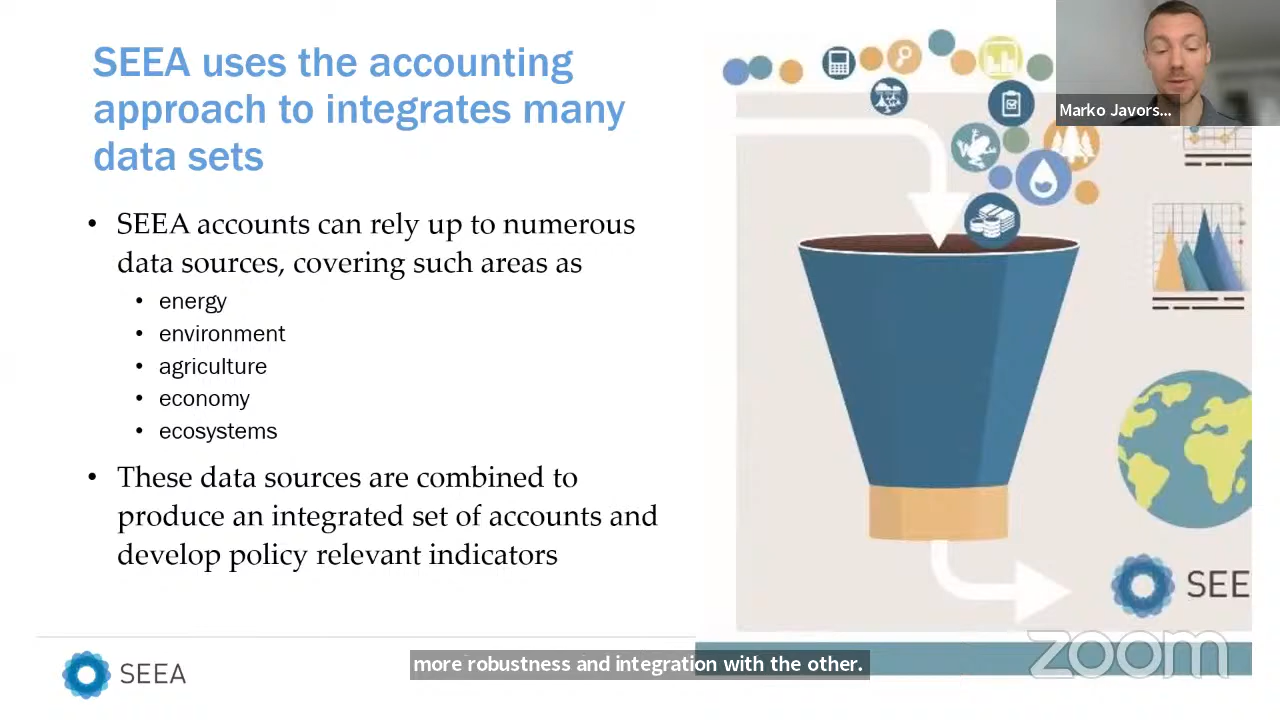 SEEA uses the accounting
approach to integrates many
data sets
• SEEA accounts can rely up to numerous
data sources, covering such areas as
• energy
• environment
• agriculture
• economy
• ecosystems
• These data sources are combined to
produce an integrated set of accounts and
develop policy relevant indicators
SEEA
Marko Javors...
SEE
zoom
more robustness and integration with the other.